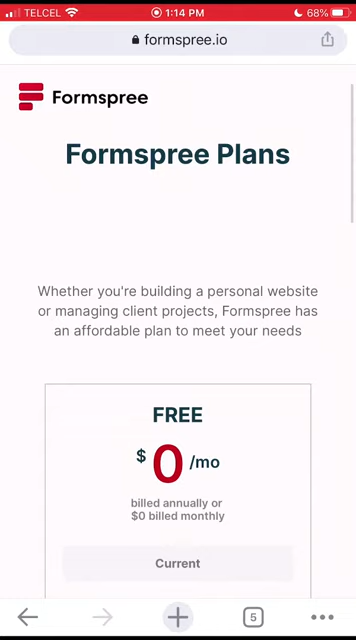 TELCEL 1:14 PM 68%
formspree.io
Formspree
Formspree Plans
Whether you're building a personal website
or managing client projects, Formspree has
an affordable plan to meet your needs
FREE
$0/mo
billed annually or
$0 billed monthly
Current
5